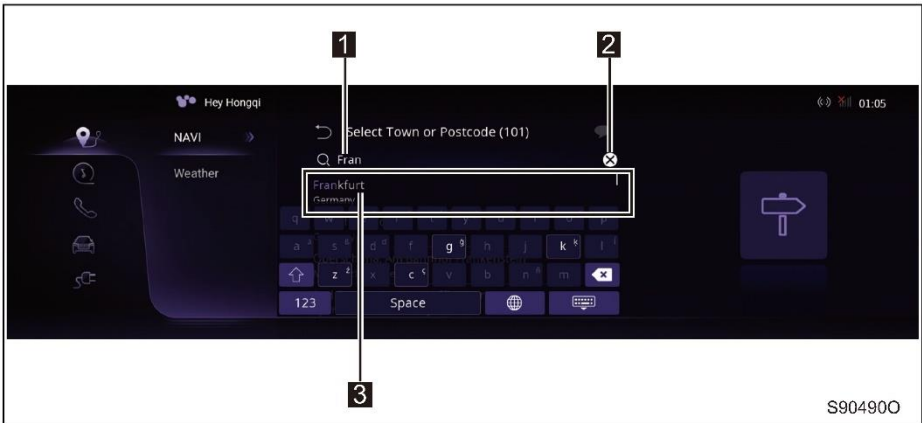 1 2
Hey Hongqi 01:05
NAVI Select Town or Postcode (101)
Fran
Weather Frankfurt
Germany
q w r t y u o p
a s d d f g g h j k l
z ž x c ç v b n m
123 Space
3
S90490O